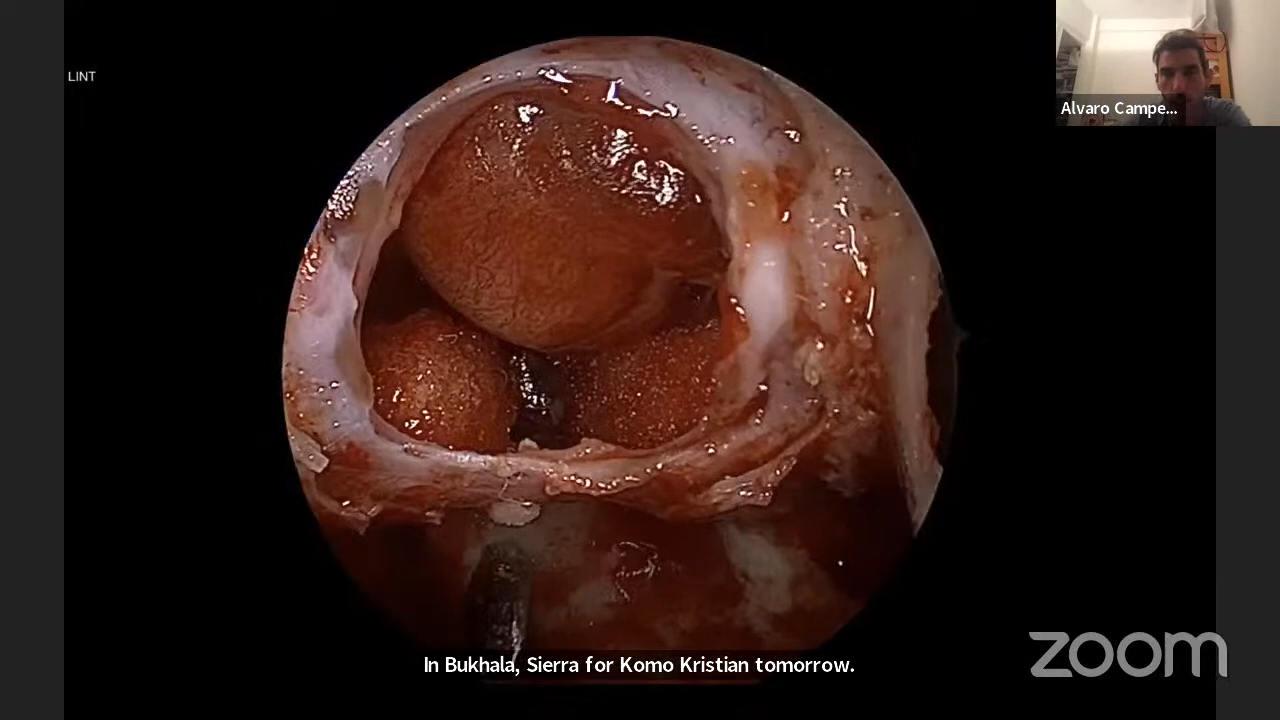 LINT
Alvaro Campe...
In Bukhala, Sierra for Komo Kristian tomorrow.
zoom